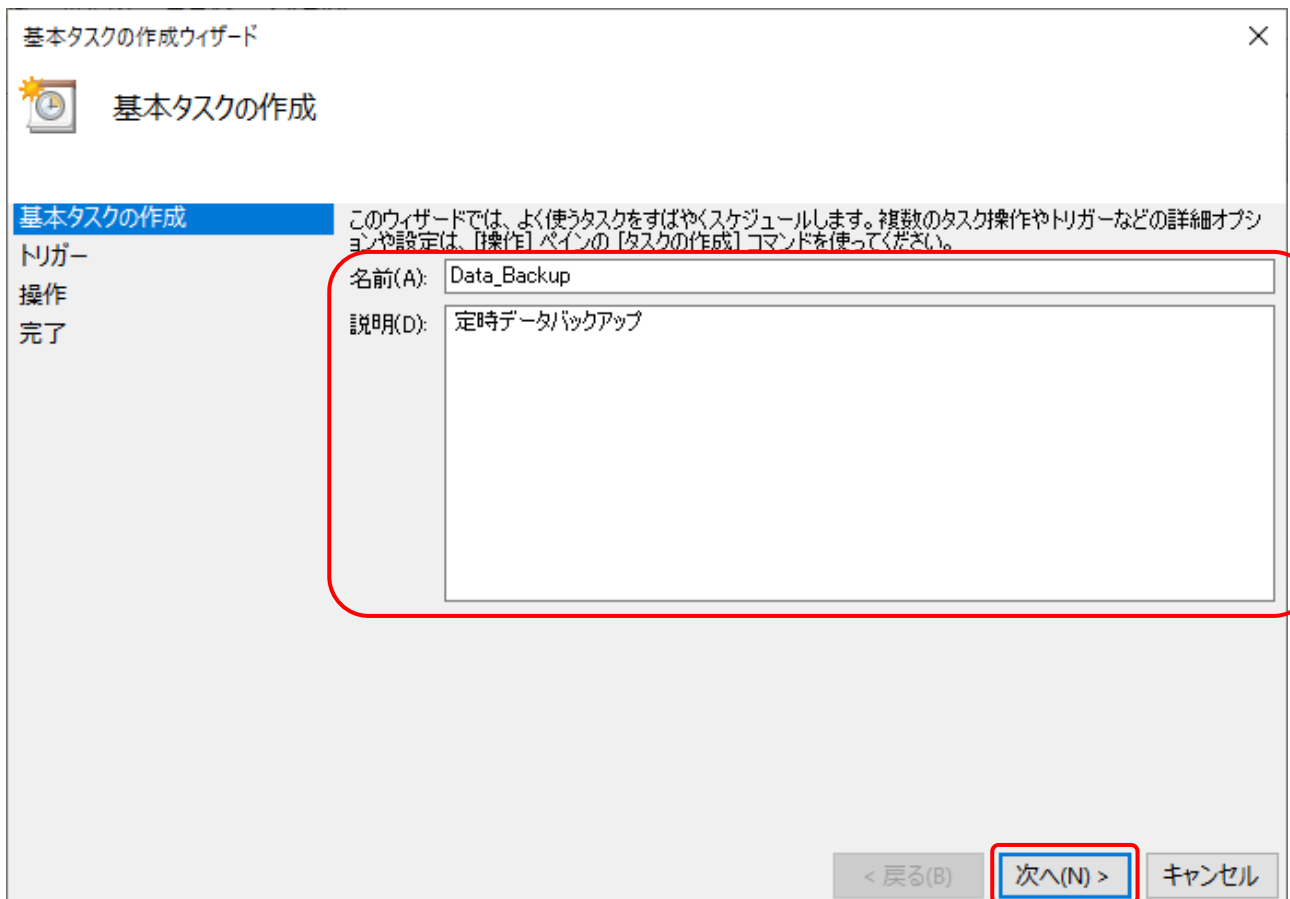 基本タスクの作成ウィザード
基本タスクの作成
基本タスクの作成
トリガー
操作
完了
このウィザードでは、よく使うタスクをすばやくスケジュールします。複数のタスク操作やトリガーなどの詳細オプシ
ョンや設定は、[操作] ペインの [タスクの作成] コマンドを使ってください。
名前(A): Data_Backup
説明(D): 定時データバックアップ
< 戻る(B) 次へ(N) > キャンセル